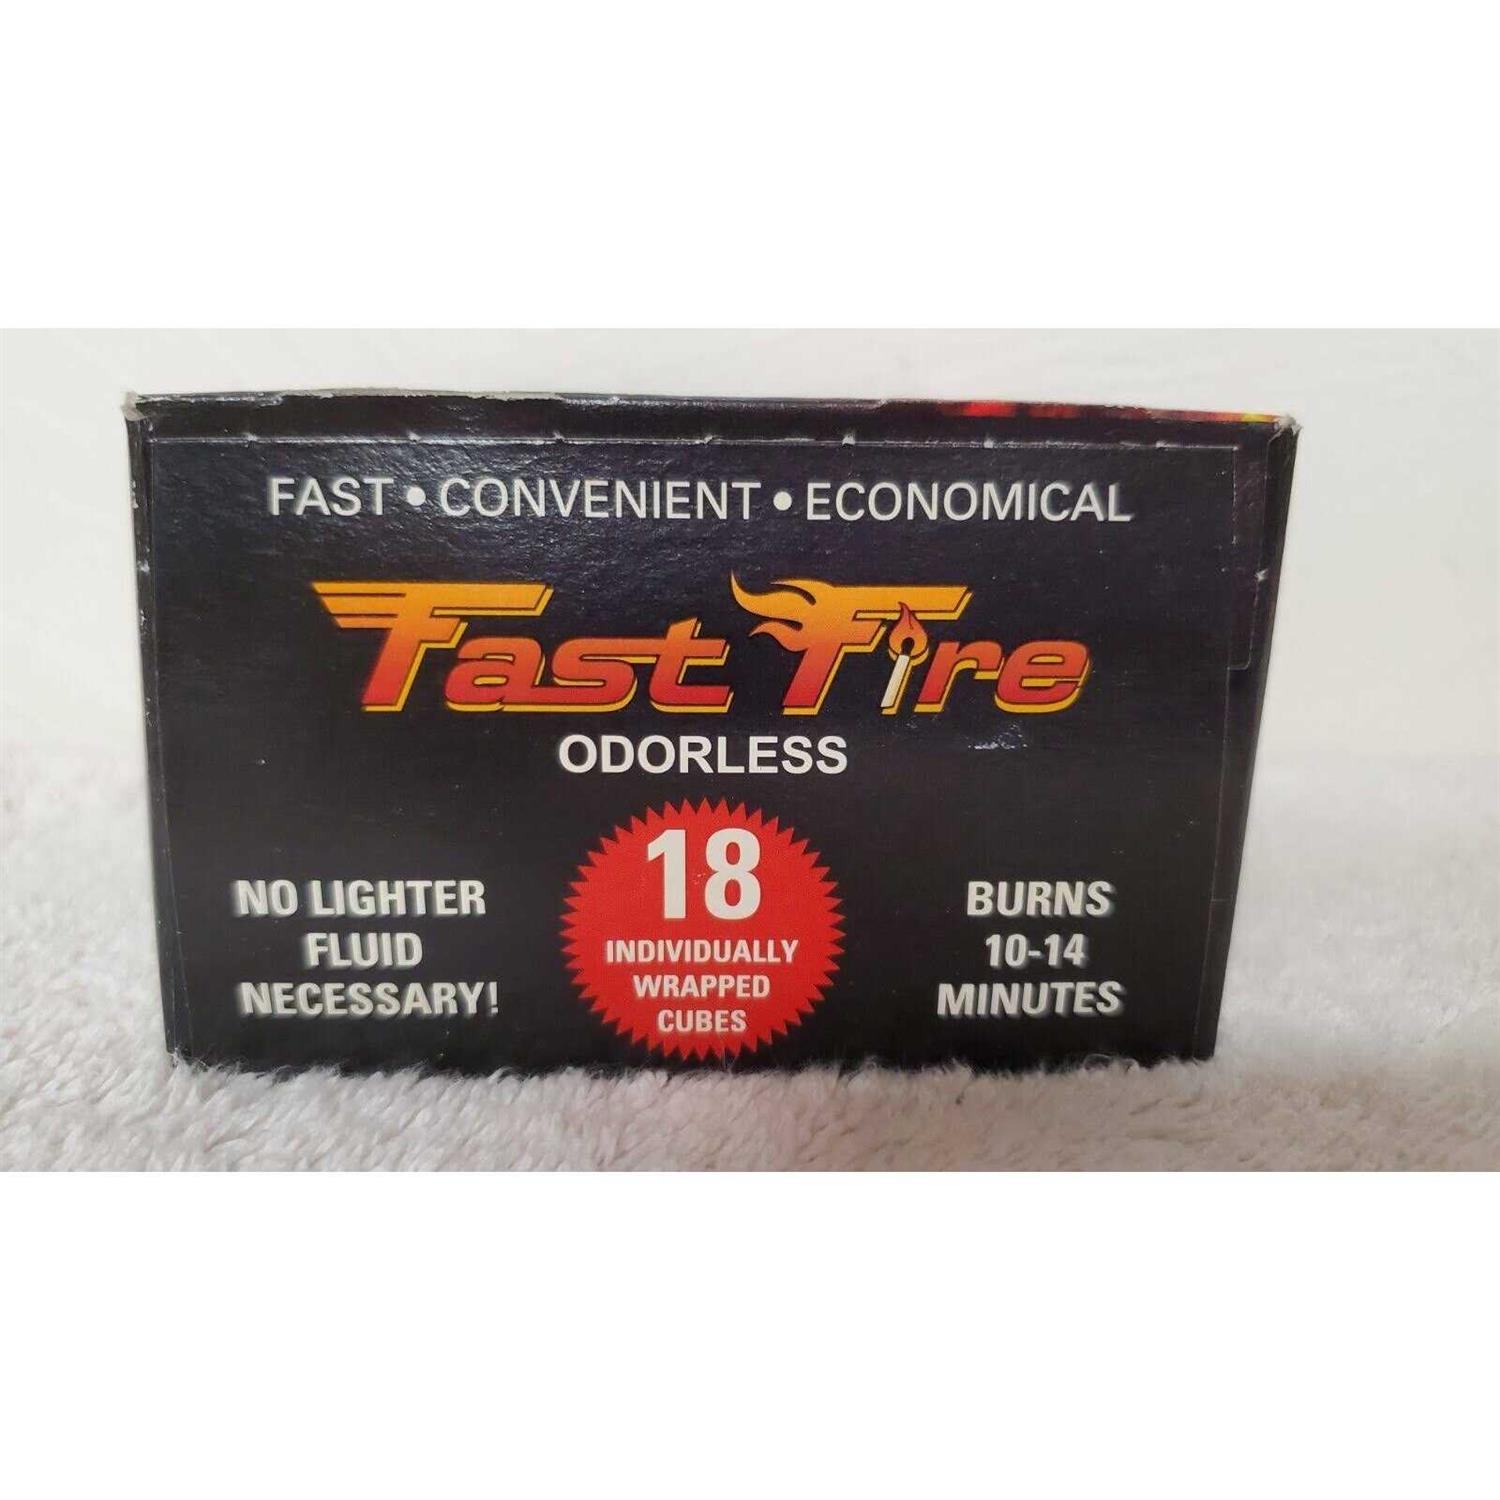 FAST • CONVENIENT • ECONOMICAL
Fast Fire
ODORLESS
NO LIGHTER
FLUID
NECESSARY!
18
INDIVIDUALLY
WRAPPED
CUBES
BURNS
10-14
MINUTES